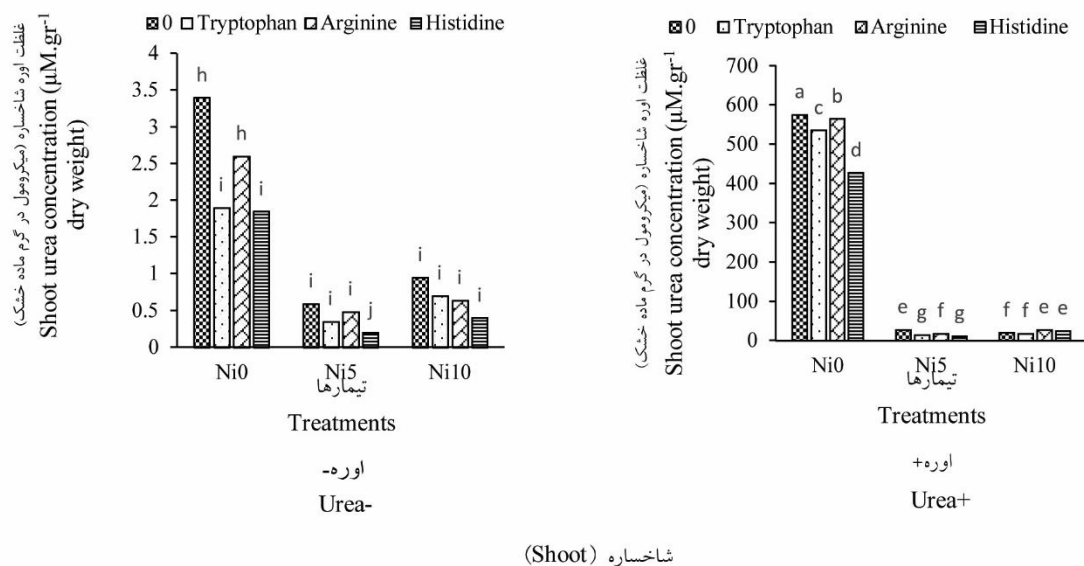 0 Tryptophan Arginine Histidine
غلظت اوره شاخساره (میکرومول در گرم ماده خشک)
Shoot urea concentration (µM.gr-1
dry weight)
4
3.5
3
2.5
2
1.5
1
0.5
0
h i h i
i i i j
i i i i
Ni0 Ni5 Ni10
تیمارها
Treatments
اوره-
Urea-
0 Tryptophan Arginine Histidine
غلظت اوره شاخساره (میکرومول در گرم ماده خشک)
Shoot urea concentration (µM.gr-1
dry weight)
700
600
500
400
300
200
100
0
a c b d
e g f g
f f e e
Ni0 Ni5 Ni10
تیمارها
Treatments
اوره+
Urea+
شاخساره (Shoot)